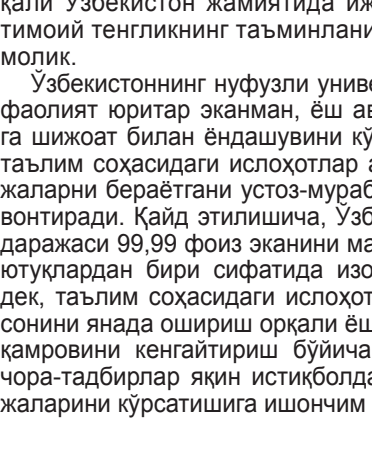 қали Ўзбекистон жамиятида иж
тимоий тенгликнинг таъминлани
молик.
Ўзбекистоннинг нуфузли униве
фаолият юритар эканман, ёш ав
га шижоат билан ёндашувини кў
таълим соҳасидаги ислоҳотлар а
жаларни бераётгани устоз-мураб
вонтиради. Қайд этилишича, Ўзб
даражаси 99,99 фоиз эканини ма
ютуқлардан бири сифатида изо
дек, таълим соҳасидаги ислоҳот
сонини янада ошириш орқали ёш
қамровини кенгайтириш бўйича
чора-тадбирлар яқин истиқболда
жаларини кўрсатишига ишончим